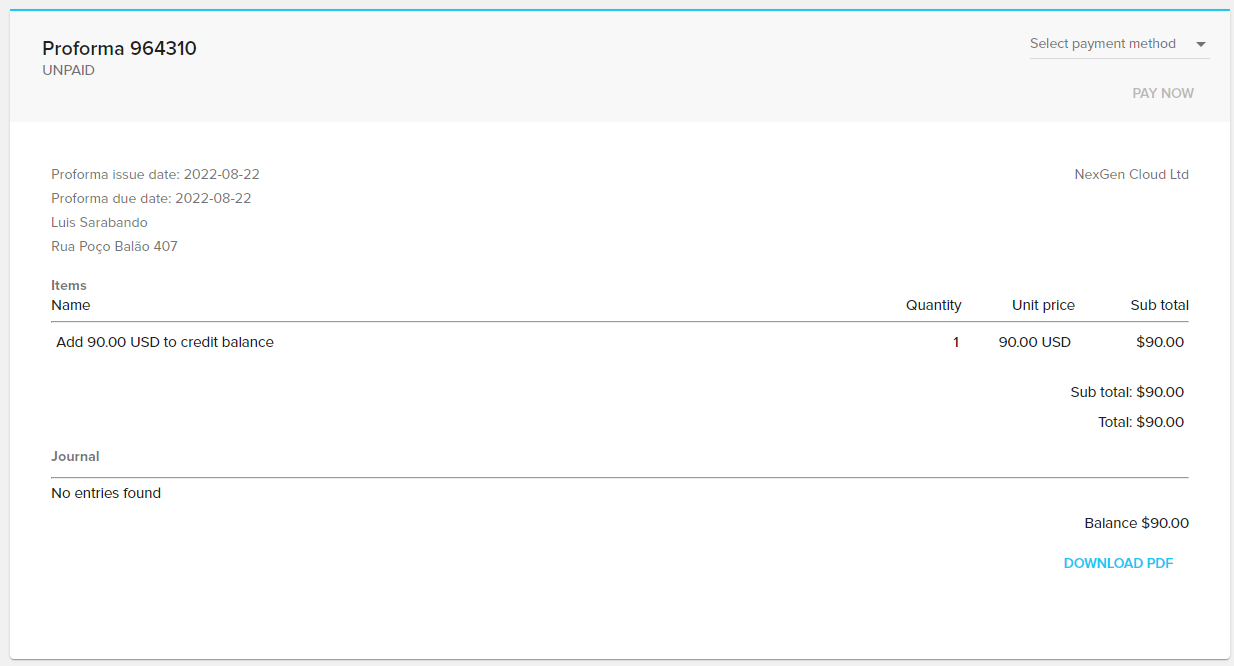 Proforma 964310
UNPAID
Select payment method
PAY NOW
Proforma issue date: 2022-08-22
NexGen Cloud Ltd
Proforma due date: 2022-08-22
Luis Sarabando
Rua Poço Balão 407
Items
Name Quantity Unit price Sub total
Add 90.00 USD to credit balance 1 90.00 USD $90.00
Sub total: $90.00
Total: $90.00
Journal
No entries found
Balance $90.00
DOWNLOAD PDF